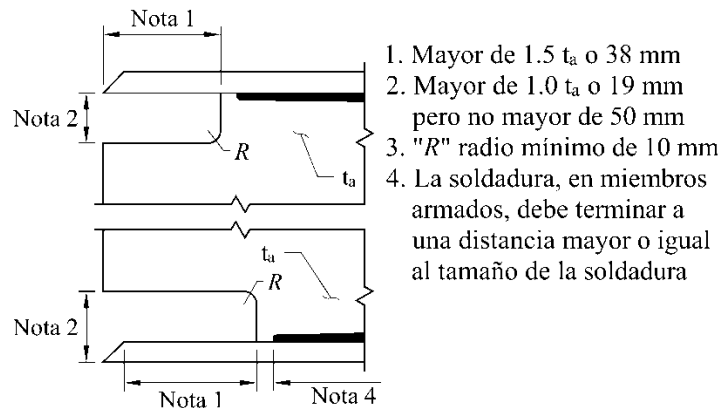 Nota 1
1. Mayor de 1.5 ta o 38 mm
2. Mayor de 1.0 ta o 19 mm
pero no mayor de 50 mm
3. "R" radio mínimo de 10 mm
4. La soldadura, en miembros
armados, debe terminar a
una distancia mayor o igual
al tamaño de la soldadura
Nota 2
R
ta
ta
R
Nota 2
Nota 1
Nota 4